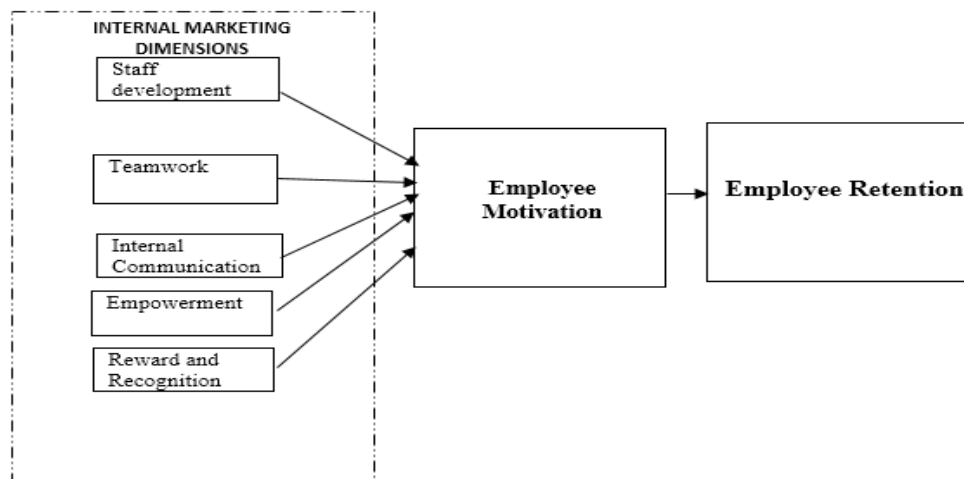 INTERNAL MARKETING
DIMENSIONS
Staff
development
Teamwork
Internal
Communication
Empowerment
Reward and
Recognition
Employee
Motivation
Employee Retention